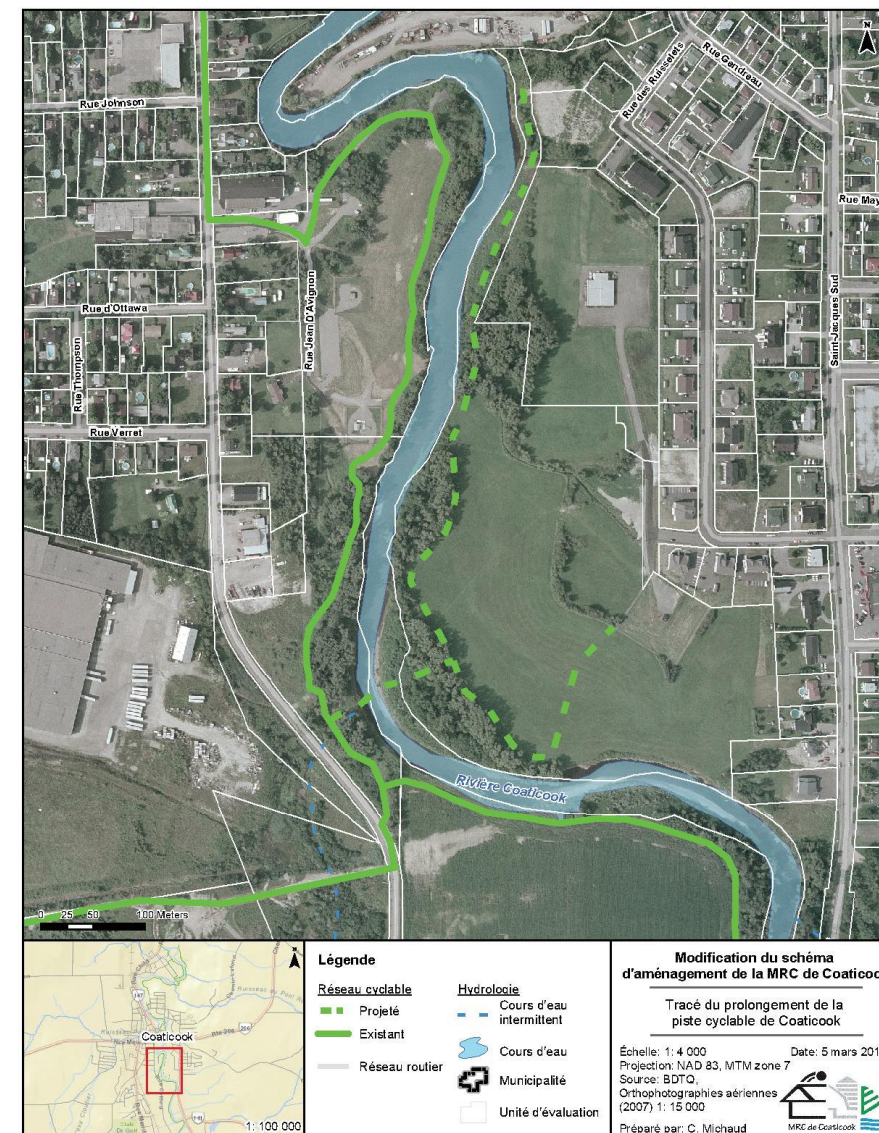 N
Rue Johnson
Rue des Ruisselets
Rue Gendreau
Rue May
Rue d'Ottawa
Rue Jean D'Avignon
Saint-Jacques Sud
Rue Thompson
Rue Verret
Rivière Coaticook
0 25 50 100 Meters
Coaticook
147
206
1: 100 000
Légende
Réseau cyclable
Projeté
Existant
Réseau routier
Hydrologie
Cours d'eau
intermittent
Cours d'eau
Municipalité
Unité d'évaluation
Modification du schéma
d'aménagement de la MRC de Coaticoo
Tracé du prolongement de la
piste cyclable de Coaticook
Échelle: 1: 4 000 Date: 5 mars 201
Projection: NAD 83, MTM zone 7
Source: BDTQ,
Orthophotographies aériennes
(2007) 1: 15 000
Préparé par: C. Michaud
MRC de Coaticook